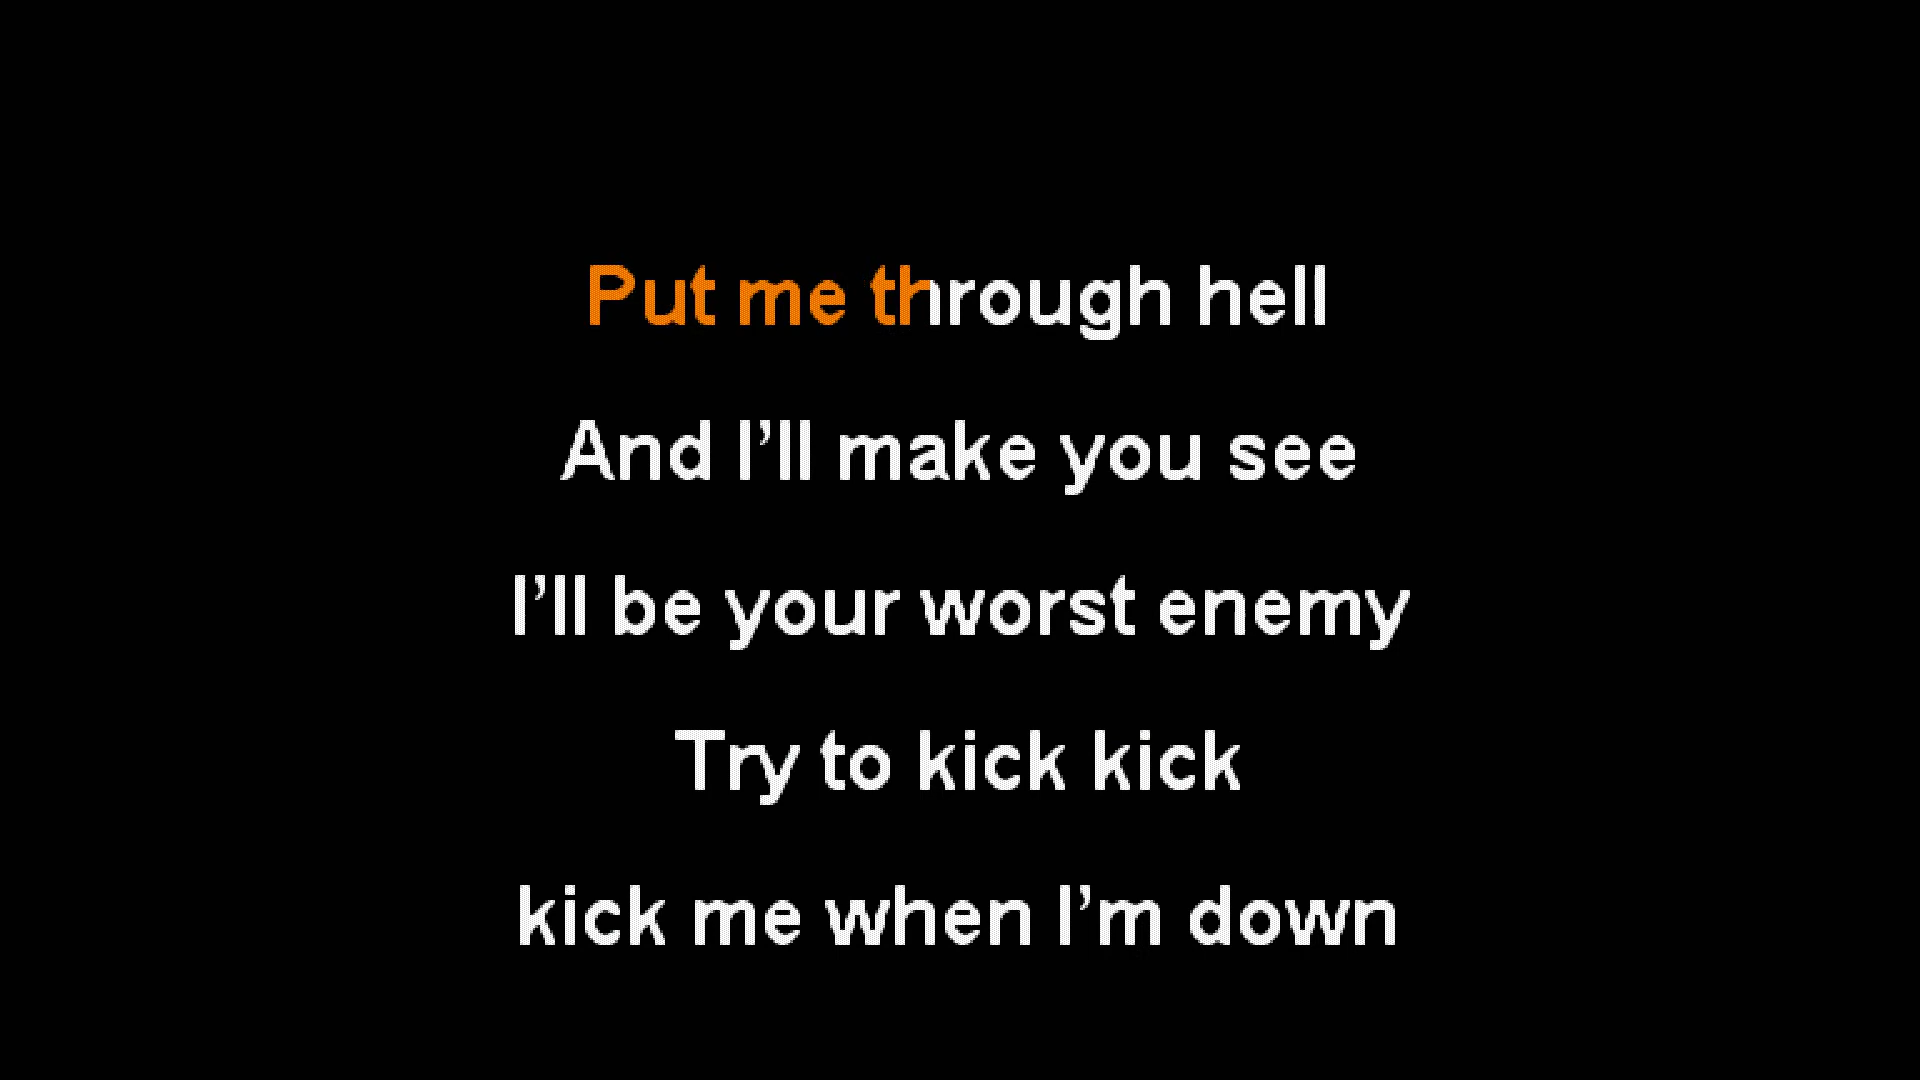 Put me through hell
And I’ll make you see
I’ll be your worst enemy
Try to kick kick
kick me when I’m down